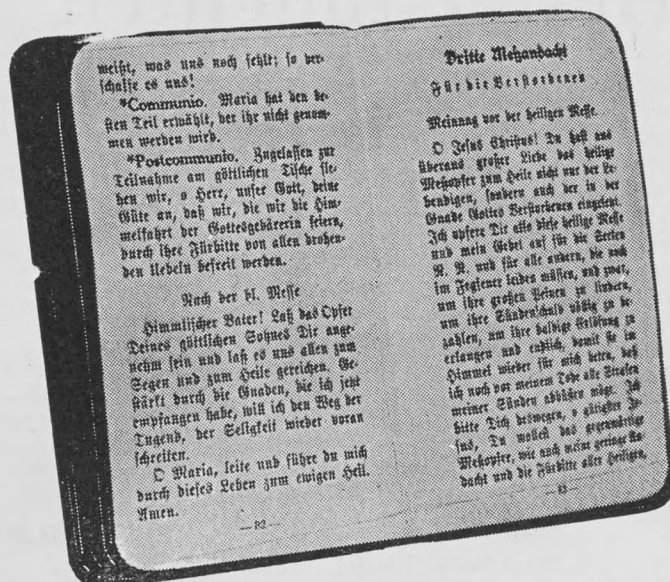 weißt, was uns noch fehlt; so ver-
schaffe es uns!
*Communio. Maria hat den be-
sten Teil erwählt, der ihr nicht genom-
men werden wird.
*Postcommunio. Zugelassen zur
Teilnahme am göttlichen Tische fle-
hen wir, o Herr, unser Gott, deine
Güte an, daß wir, die wir die Him-
melfahrt der Gottesgebärerin feiern,
durch ihre Fürbitte von allen drohen-
den Uebeln befreit werden.
Nach der hl. Messe
Himmlischer Vater! Laß das Opfer
Deines göttlichen Sohnes Dir ange-
nehm sein und laß es uns allen zum
Segen und zum Heile gereichen. Ge-
stärkt durch die Gnaden, die ich jetzt
empfangen habe, will ich den Weg der
Tugend, der Seligkeit wieder voran
schreiten.
O Maria, leite und führe du mich
durch dieses Leben zum ewigen Heil.
Amen.
— 82 —
Dritte Meßandacht
Für die Verstorbenen
Meinung vor der heiligen Messe.
O Jesus Christus! Du hast aus
überaus großer Liebe das heilige
Meßopfer zum Heile nicht nur der Le-
bendigen, sondern auch der in der
Gnade Gottes Verstorbenen eingesetzt.
Ich opfere Dir alle diese heilige Messe
und mein Gebet auf für die Seelen
N. N. und für alle andern, die noch
im Fegfeuer leiden müssen, und zwar,
um ihre großen Peinen zu lindern,
um ihre Sündenschuld völlig zu be-
zahlen, um ihre baldige Erlösung zu
erlangen und endlich, damit sie im
Himmel wieder für mich beten, daß
ich noch vor meinem Tode alle Strafen
meiner Sünden abbüßen möge. Ich
bitte Dich deswegen, o gütigster Je-
sus, Du wollest das gegenwärtige
Meßopfer, wie auch meine geringe An-
dacht und die Fürbitte aller Heiligen,
— 83 —